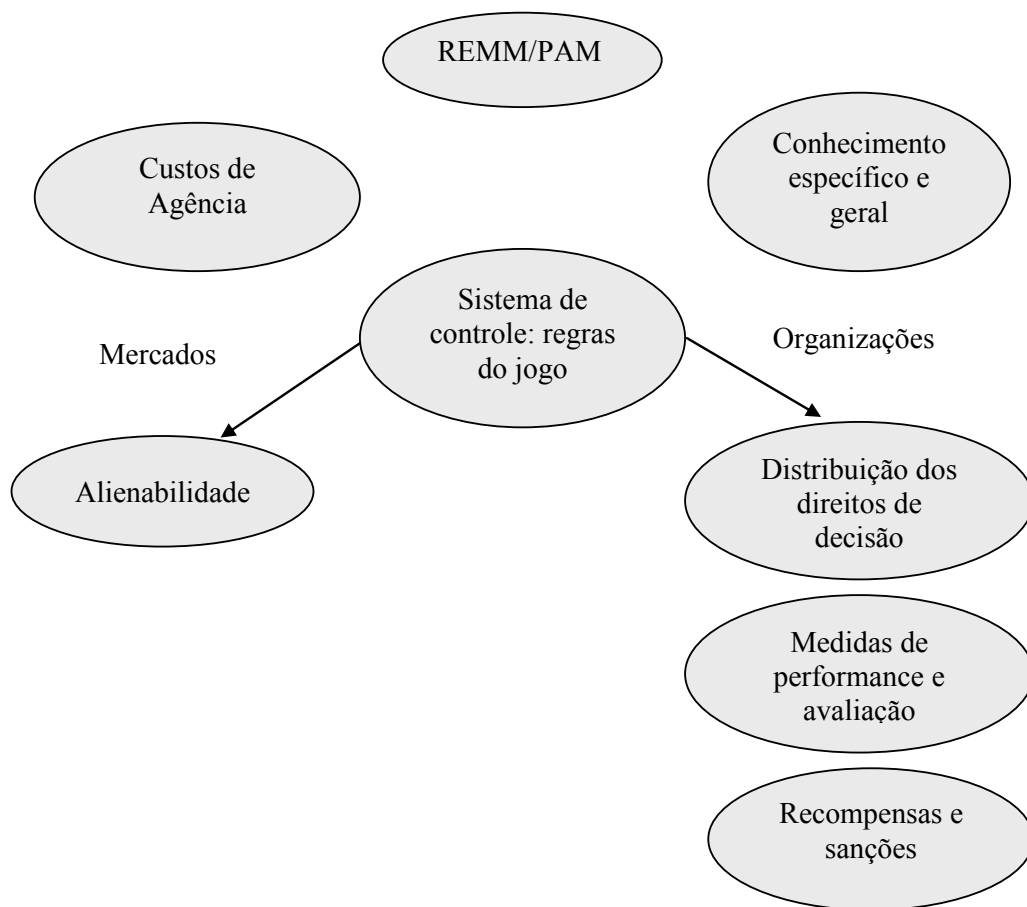 REMM/PAM
Custos de
Agência
Conhecimento
específico e
geral
Sistema de
controle: regras
do jogo
Mercados
Organizações
Alienabilidade
Distribuição dos
direitos de
decisão
Medidas de
performance e
avaliação
Recompensas e
sanções